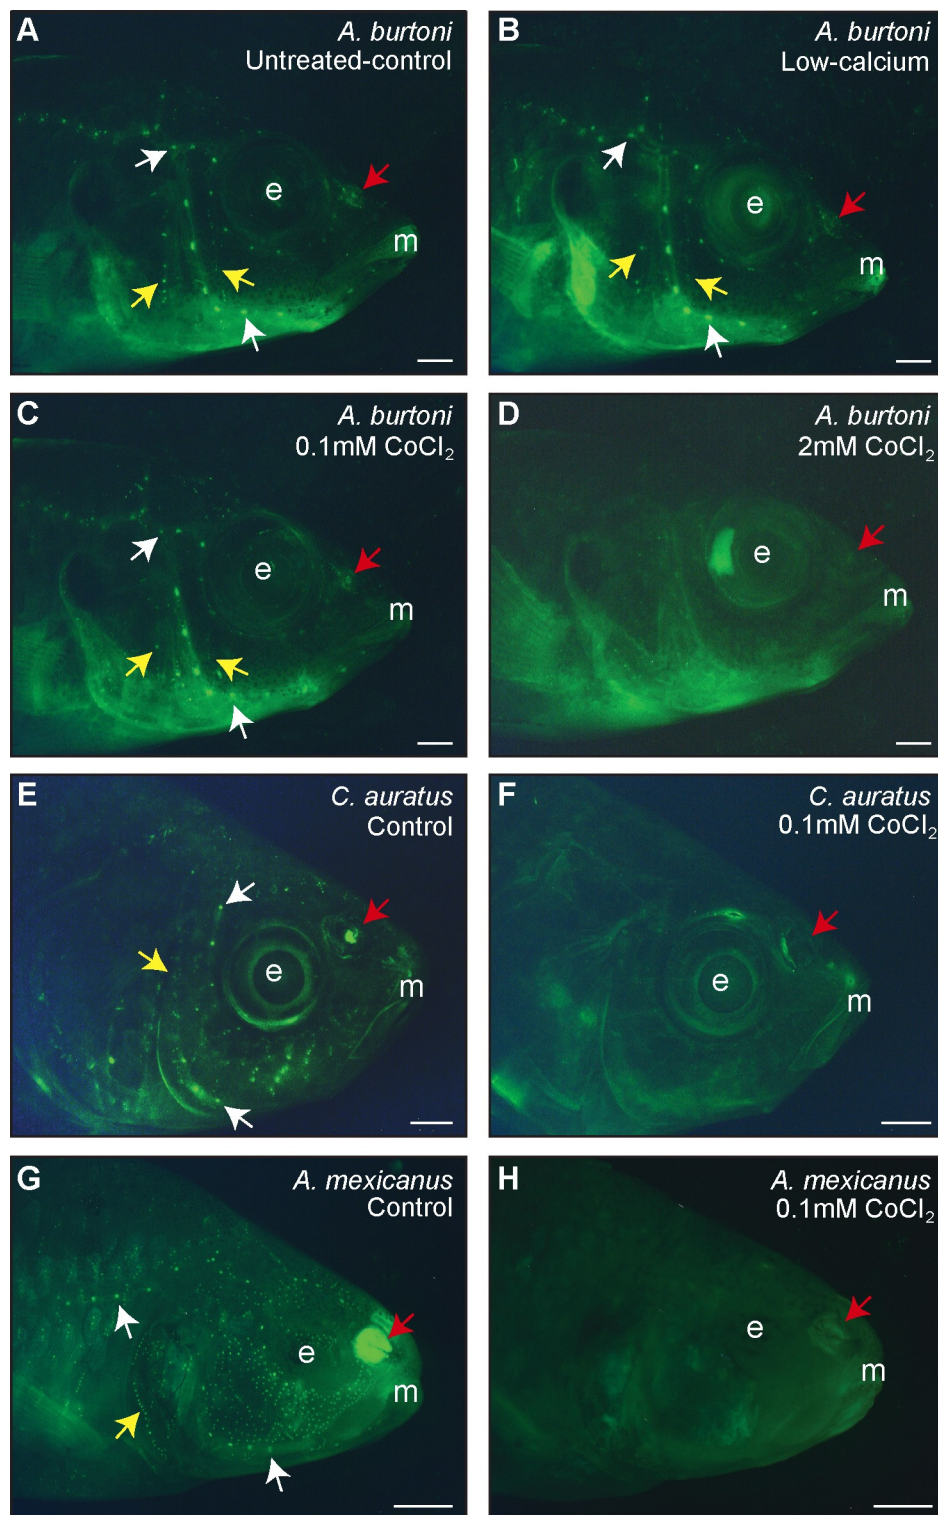 A
A. burtoni
Untreated-control
e
m
B
A. burtoni
Low-calcium
e
m
C
A. burtoni
0.1mM CoCl₂
e
m
D
A. burtoni
2mM CoCl₂
e
m
E
C. auratus
Control
e
m
F
C. auratus
0.1mM CoCl₂
e
m
G
A. mexicanus
Control
e
m
H
A. mexicanus
0.1mM CoCl₂
e
m